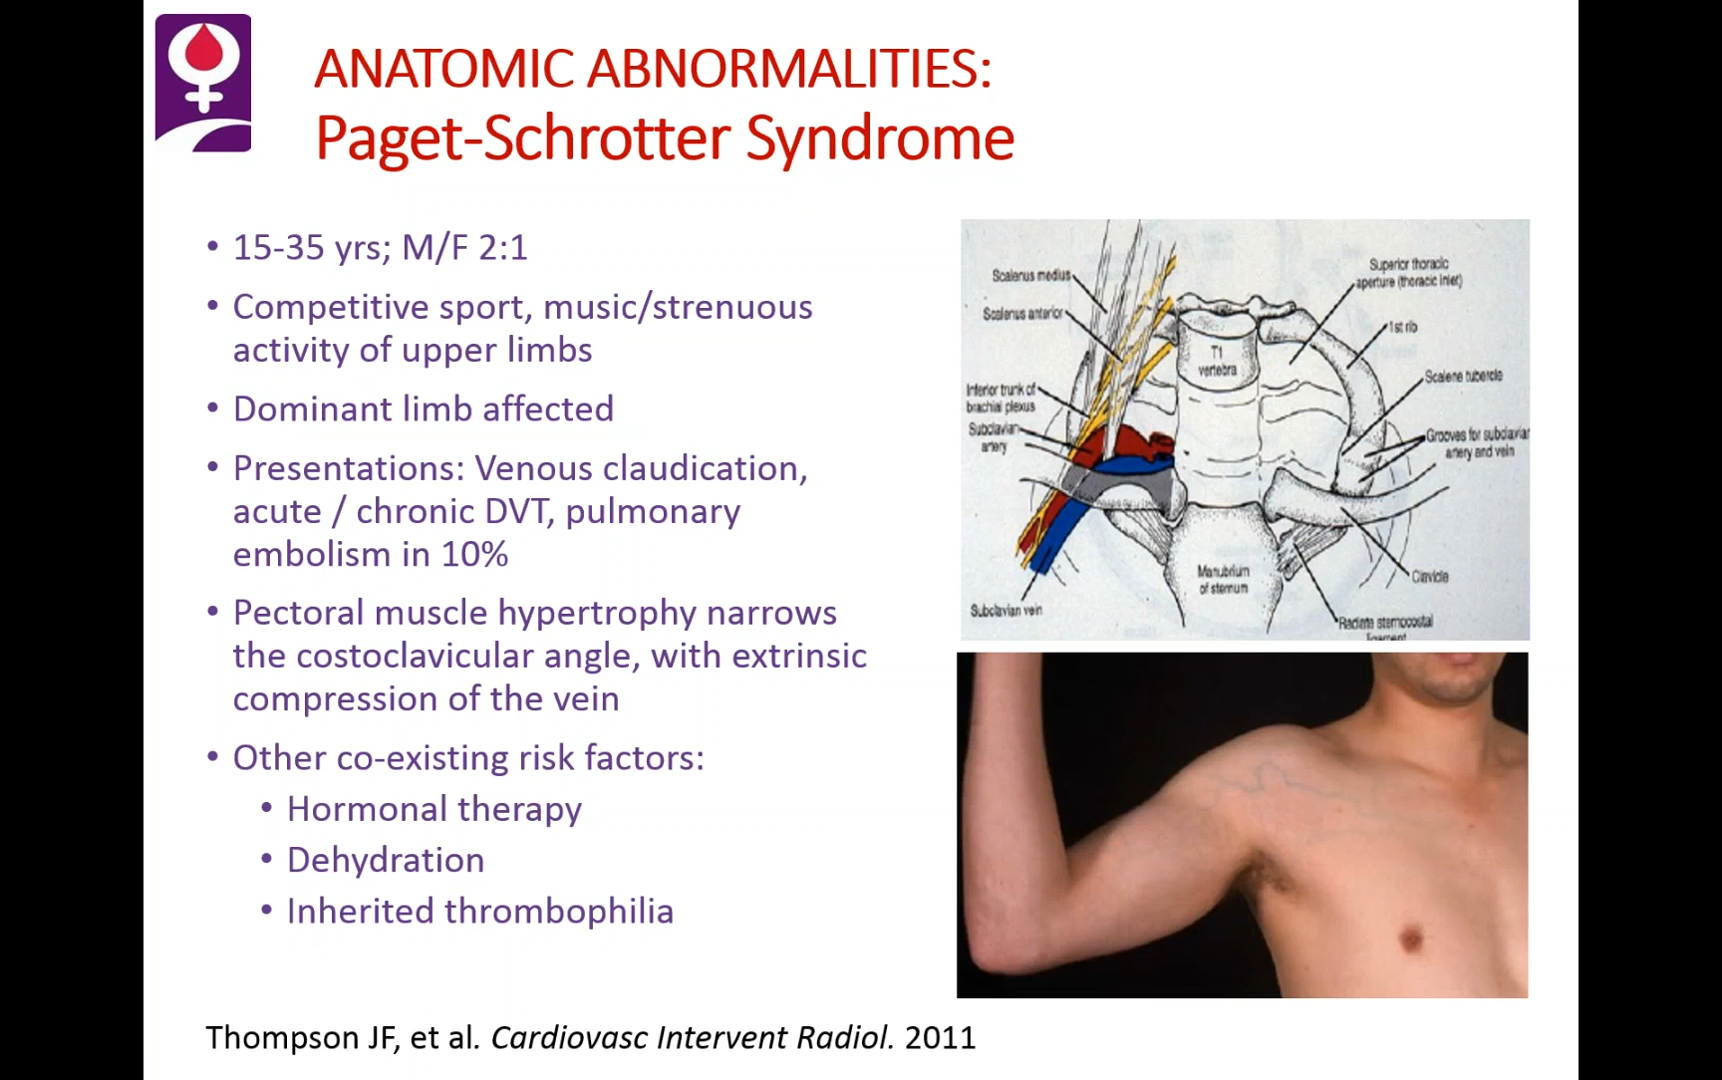 ANATOMIC ABNORMALITIES:
Paget-Schrotter Syndrome
• 15-35 yrs; M/F 2:1
• Competitive sport, music/strenuous
activity of upper limbs
• Dominant limb affected
• Presentations: Venous claudication,
acute / chronic DVT, pulmonary
embolism in 10%
• Pectoral muscle hypertrophy narrows
the costoclavicular angle, with extrinsic
compression of the vein
• Other co-existing risk factors:
• Hormonal therapy
• Dehydration
• Inherited thrombophilia
Scalenus medius
Scalenus anterior
Inferior trunk of
brachial plexus
Subclavian
artery
Subclavian vein
T1
vertebra
Manubrium
of sternum
Superior thoracic
aperture (thoracic inlet)
1st rib
Scalene tubercle
Grooves for subclavian
artery and vein
Clavicle
Radiate sternocostal
ligament
Thompson JF, et al. Cardiovasc Intervent Radiol. 2011